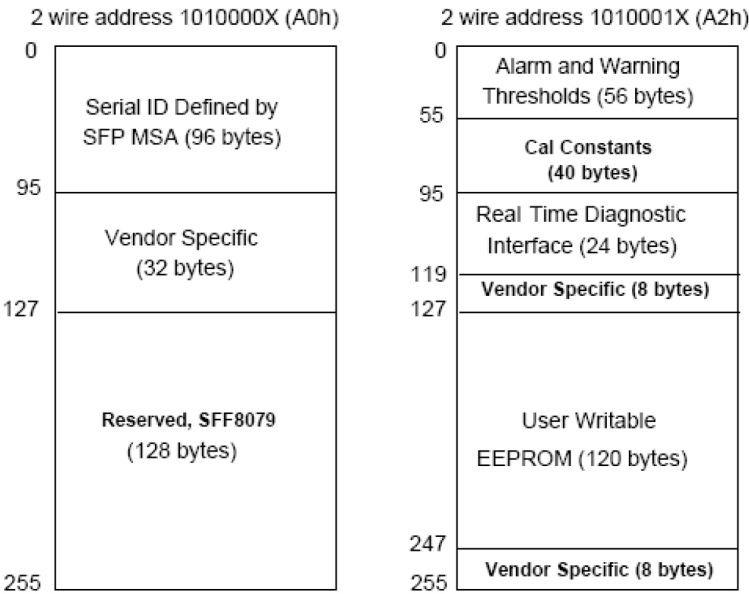 2 wire address 1010000X (A0h)
0
Serial ID Defined by
SFP MSA (96 bytes)
95
Vendor Specific
(32 bytes)
127
Reserved, SFF8079
(128 bytes)
255
2 wire address 1010001X (A2h)
0
Alarm and Warning
Thresholds (56 bytes)
55
Cal Constants
(40 bytes)
95
Real Time Diagnostic
Interface (24 bytes)
119
Vendor Specific (8 bytes)
127
User Writable
EEPROM (120 bytes)
247
Vendor Specific (8 bytes)
255